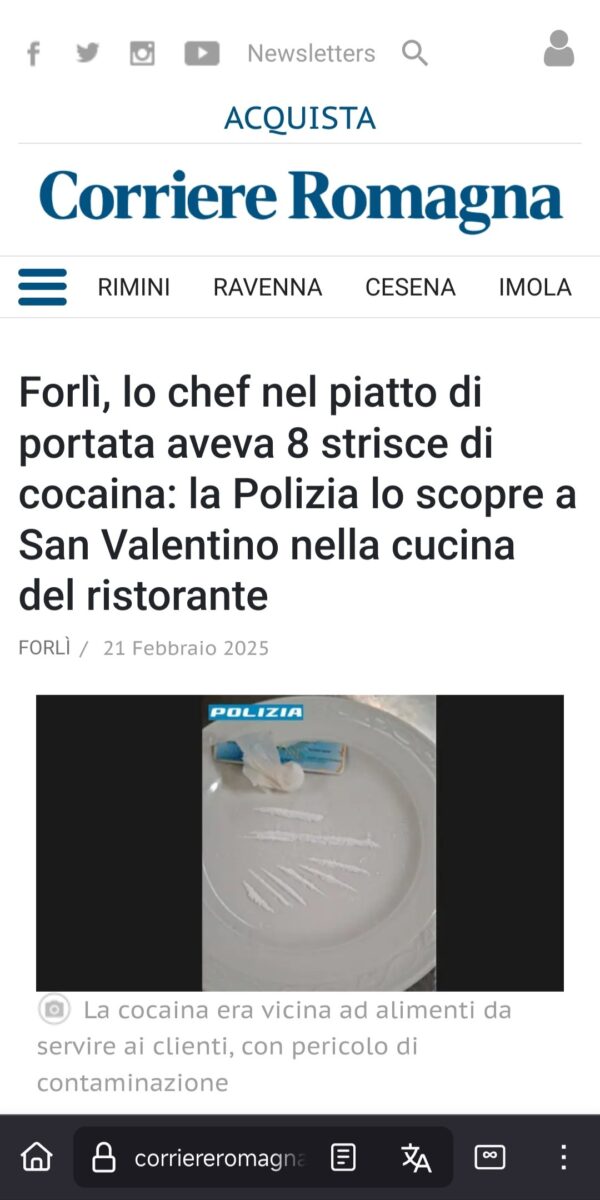 Newsletters
ACQUISTA
Corriere Romagna
RIMINI RAVENNA CESENA IMOLA
Forlì, lo chef nel piatto di
portata aveva 8 strisce di
cocaina: la Polizia lo scopre a
San Valentino nella cucina
del ristorante
FORLÌ / 21 Febbraio 2025
POLIZIA
La cocaina era vicina ad alimenti da
servire ai clienti, con pericolo di
contaminazione
corriereromagna